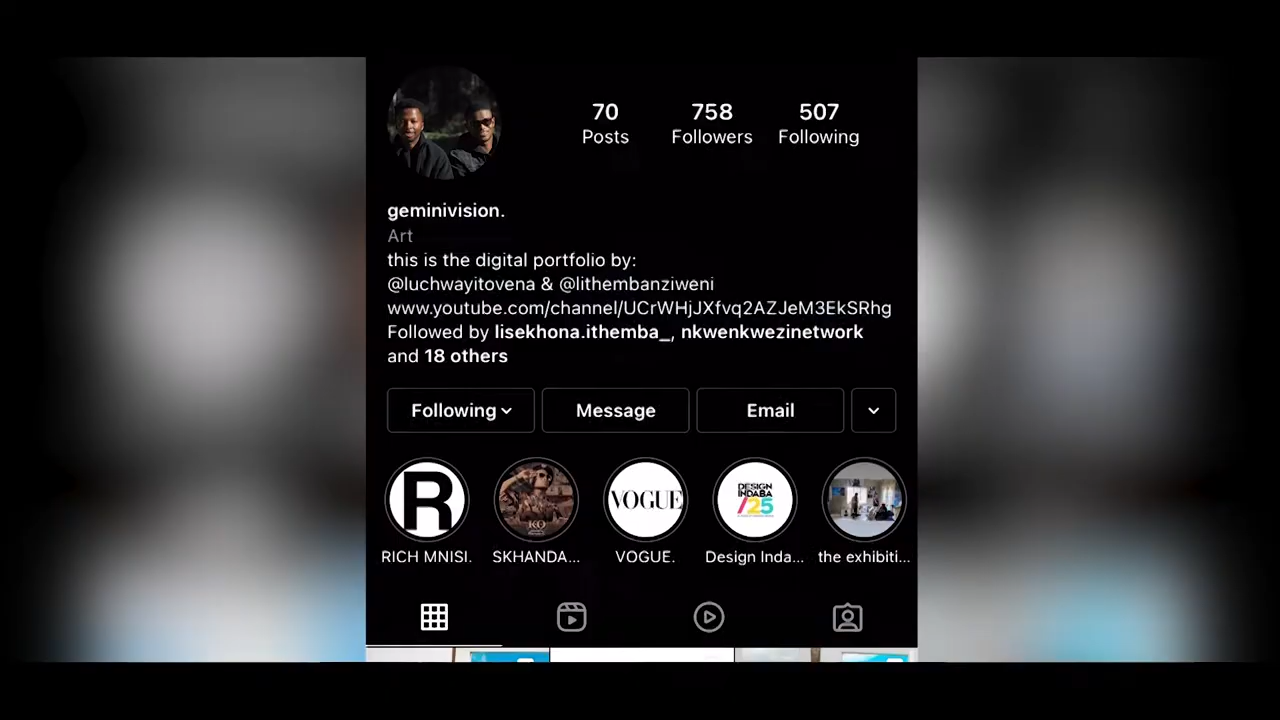 70 758 507
Posts Followers Following
geminivision.
Art
this is the digital portfolio by:
@luchwayitovena & @lithembanziweni
www.youtube.com/channel/UCrWHjJXfvq2AZJeM3EkSRhg
Followed by lisekhona.ithemba_, nkwenkwezinetwork
and 18 others
Following Message Email
R
KO
VOGUE
DESIGN
INDABA
/25
RICH MNISI. SKHANDA... VOGUE. Design Inda... the exhibiti...